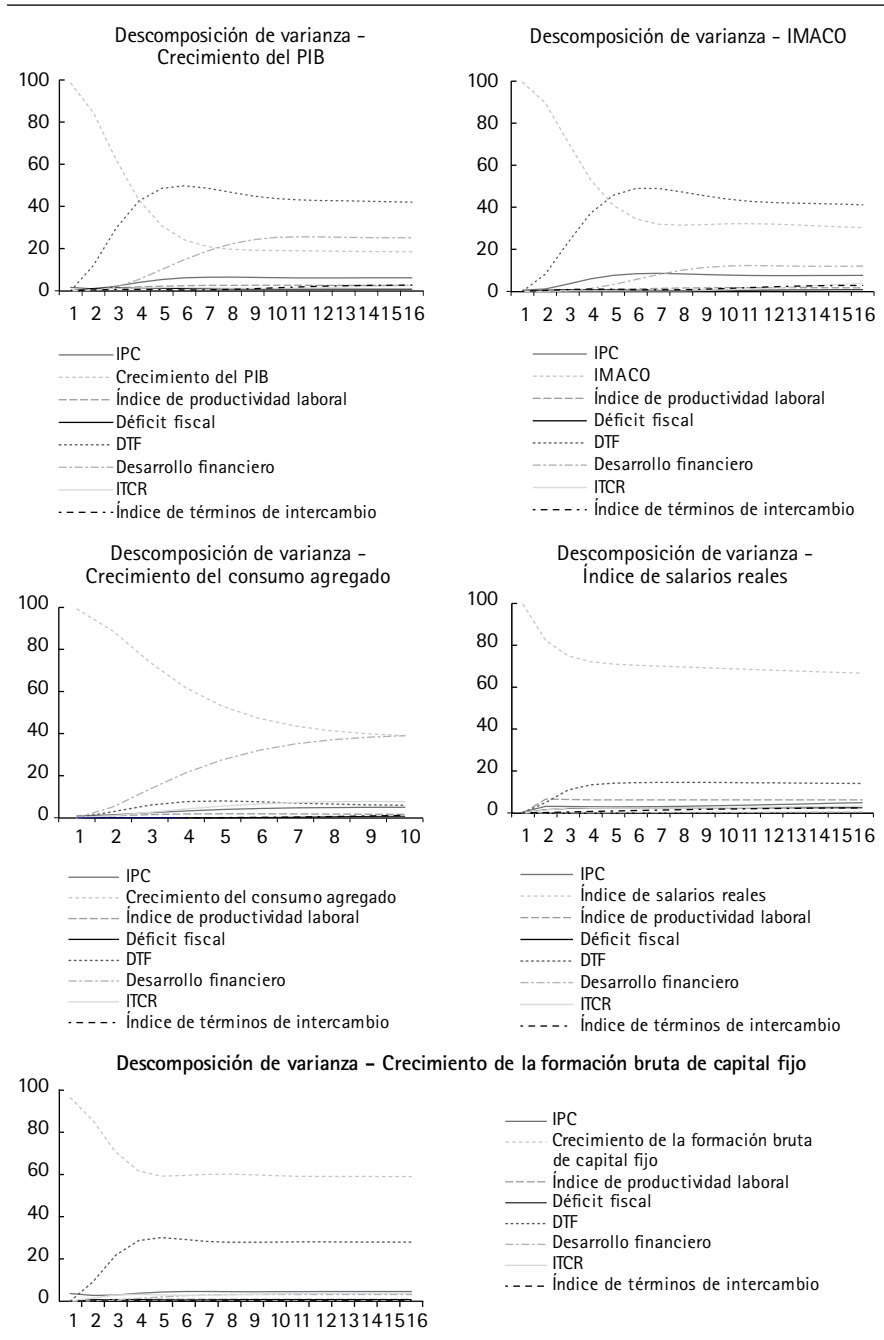 Descomposición de varianza -
Crecimiento del PIB
100
80
60
40
20
0
1 2 3 4 5 6 7 8 9 10 11 12 13 14 15 16
IPC
Crecimiento del PIB
Índice de productividad laboral
Déficit fiscal
DTF
Desarrollo financiero
ITCR
Índice de términos de intercambio
Descomposición de varianza - IMACO
100
80
60
40
20
0
1 2 3 4 5 6 7 8 9 10 11 12 13 14 15 16
IPC
IMACO
Índice de productividad laboral
Déficit fiscal
DTF
Desarrollo financiero
ITCR
Índice de términos de intercambio
Descomposición de varianza -
Crecimiento del consumo agregado
100
80
60
40
20
0
1 2 3 4 5 6 7 8 9 10
IPC
Crecimiento del consumo agregado
Índice de productividad laboral
Déficit fiscal
DTF
Desarrollo financiero
ITCR
Índice de términos de intercambio
Descomposición de varianza -
Índice de salarios reales
100
80
60
40
20
0
1 2 3 4 5 6 7 8 9 10 11 12 13 14 15 16
IPC
Índice de salarios reales
Índice de productividad laboral
Déficit fiscal
DTF
Desarrollo financiero
ITCR
Índice de términos de intercambio
Descomposición de varianza - Crecimiento de la formación bruta de capital fijo
100
80
60
40
20
0
1 2 3 4 5 6 7 8 9 10 11 12 13 14 15 16
IPC
Crecimiento de la formación bruta
de capital fijo
Índice de productividad laboral
Déficit fiscal
DTF
Desarrollo financiero
ITCR
Índice de términos de intercambio